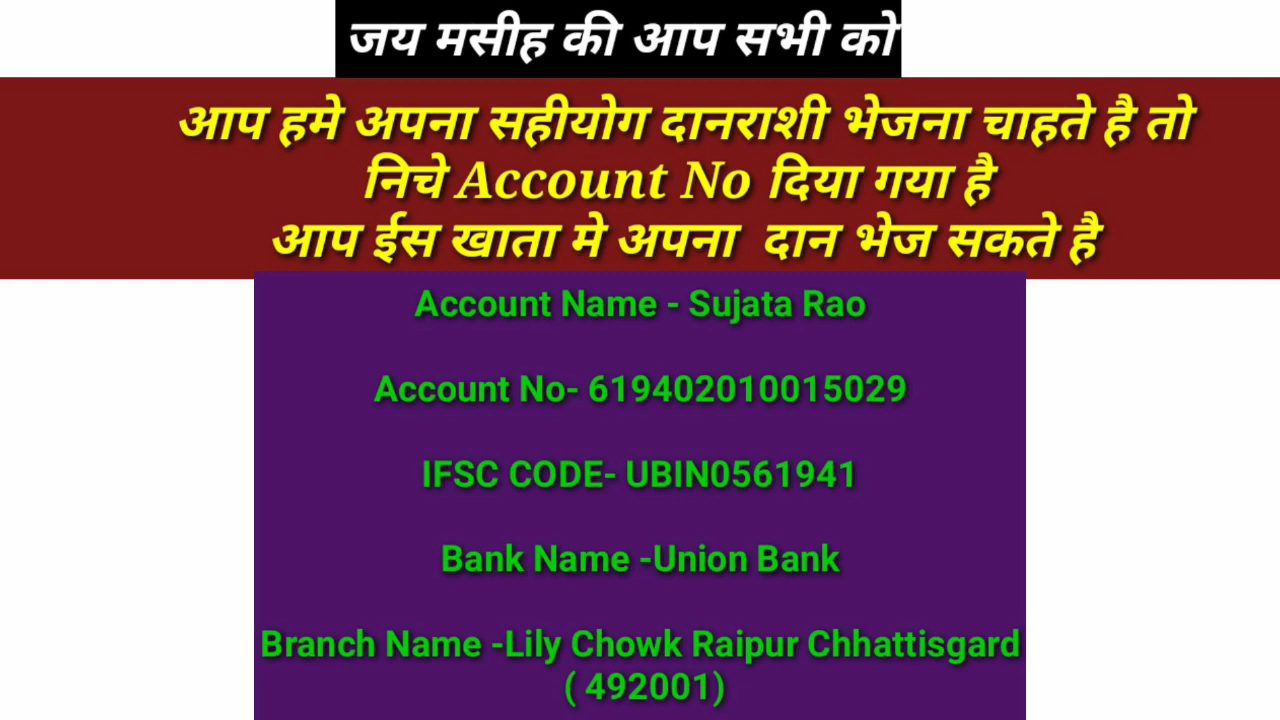 जय मसीह की आप सभी को
आप हमे अपना सहीयोग दानराशी भेजना चाहते है तो
निचे Account No दिया गया है
आप ईस खाता मे अपना दान भेज सकते है
Account Name - Sujata Rao
Account No- 619402010015029
IFSC CODE- UBIN0561941
Bank Name -Union Bank
Branch Name -Lily Chowk Raipur Chhattisgard
( 492001)